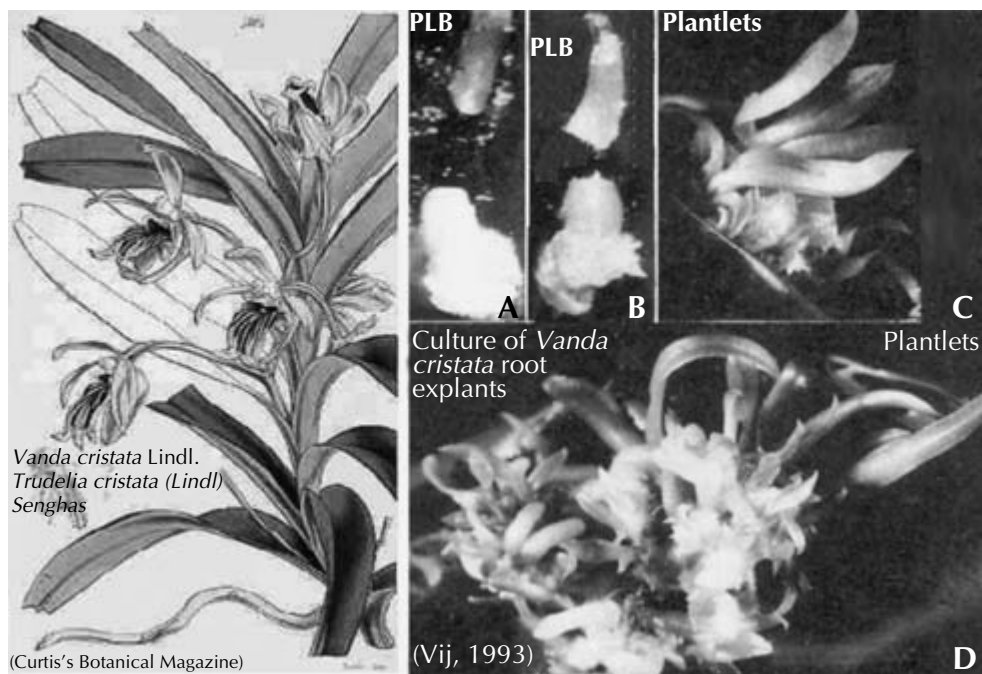 PLB
PLB
Plantlets
A
B
C
Culture of Vanda
cristata root
explants
Plantlets
Vanda cristata Lindl.
Trudelia cristata (Lindl)
Senghas
(Curtis's Botanical Magazine)
(Vij, 1993)
D